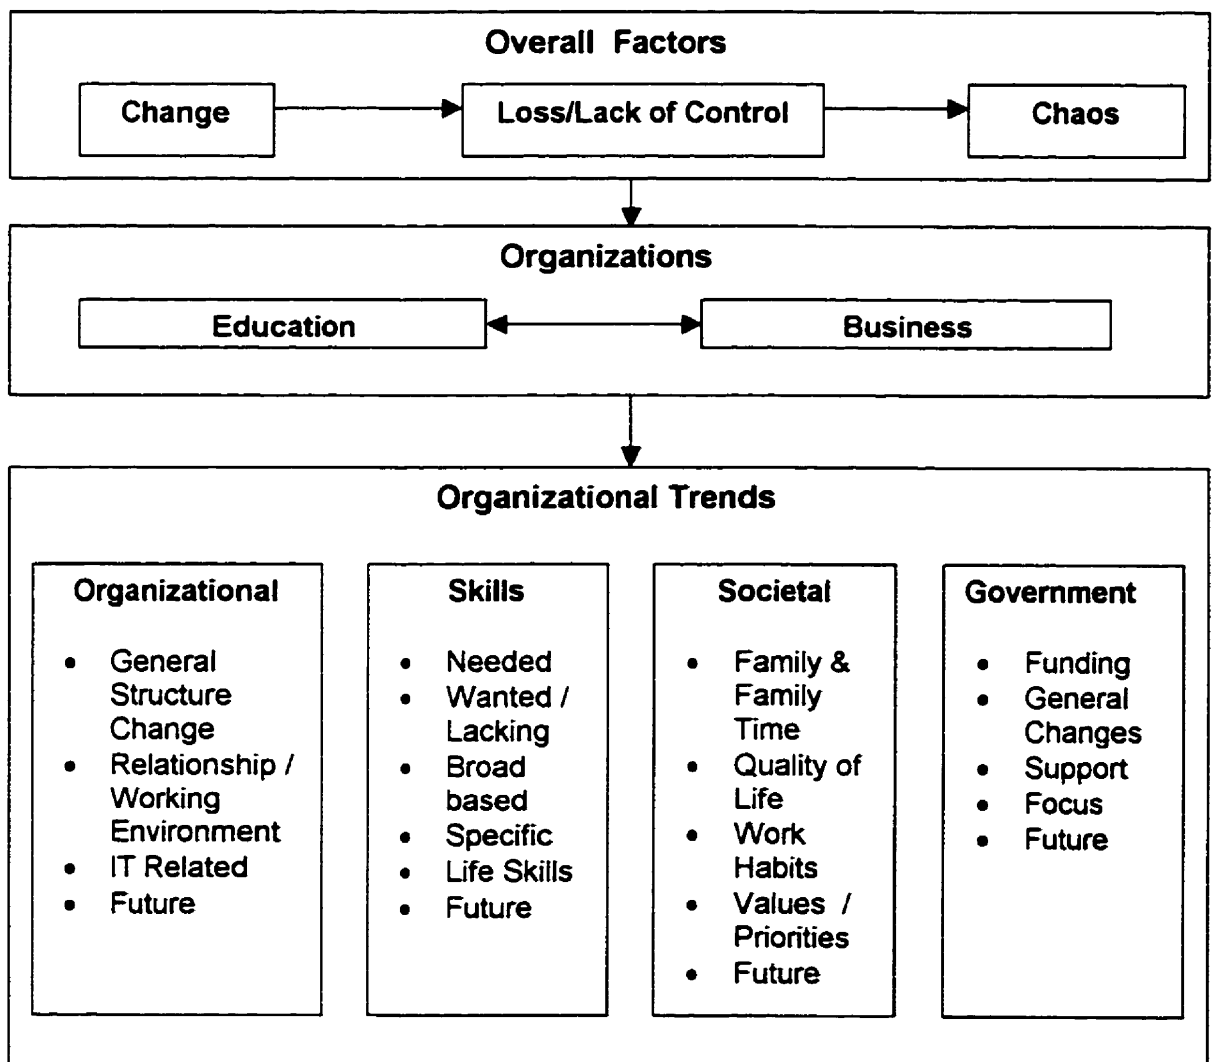 Overall Factors
Change
Loss/Lack of Control
Chaos
Organizations
Education
Business
Organizational Trends
Organizational
• General
Structure
Change
• Relationship /
Working
Environment
• IT Related
• Future
Skills
• Needed
• Wanted /
Lacking
• Broad
based
• Specific
• Life Skills
• Future
Societal
• Family &
Family
Time
• Quality of
Life
• Work
Habits
• Values /
Priorities
• Future
Government
• Funding
• General
Changes
• Support
• Focus
• Future